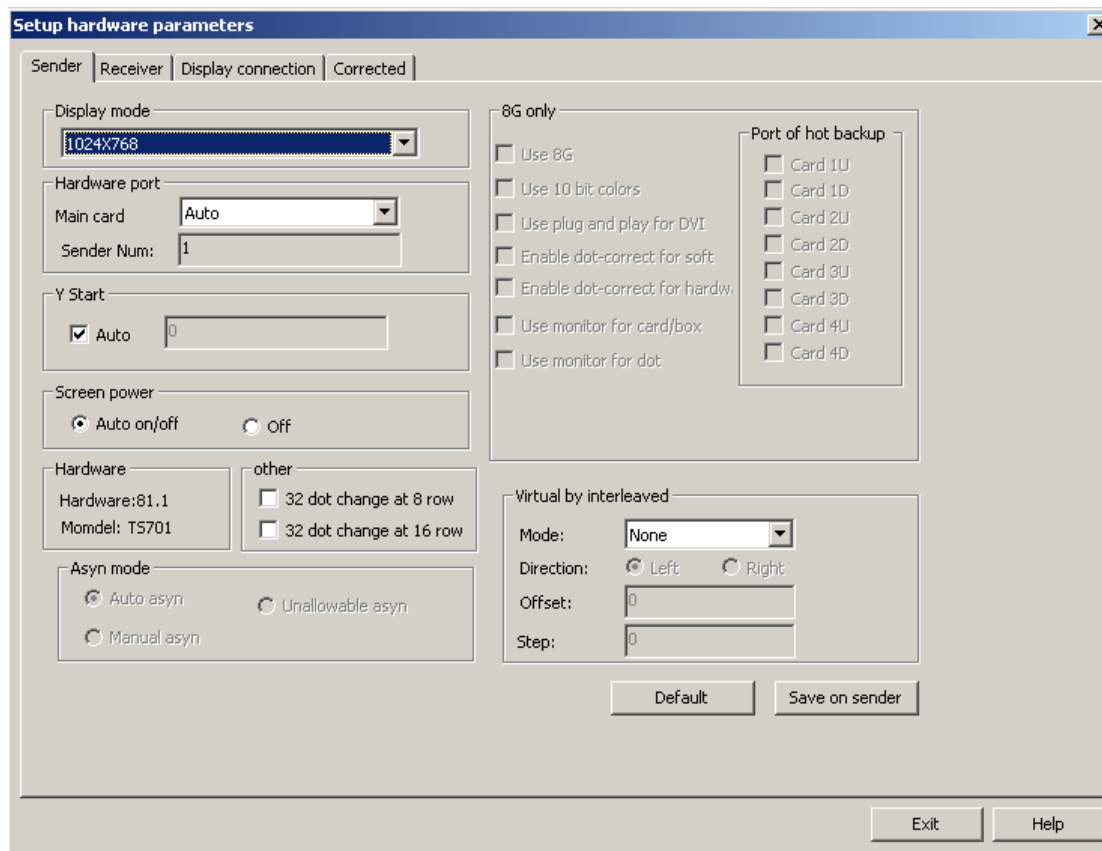 Setup hardware parameters
Sender Receiver Display connection Corrected
Display mode
1024X768
Hardware port
Main card Auto
Sender Num: 1
Y Start
Auto 0
Screen power
Auto on/off Off
Hardware
Hardware:81.1
Momdel: TS701
other
32 dot change at 8 row
32 dot change at 16 row
Asyn mode
Auto asyn Unallowable asyn
Manual asyn
8G only
Use 8G
Use 10 bit colors
Use plug and play for DVI
Enable dot-correct for soft
Enable dot-correct for hardw
Use monitor for card/box
Use monitor for dot
Port of hot backup
Card 1U
Card 1D
Card 2U
Card 2D
Card 3U
Card 3D
Card 4U
Card 4D
Virtual by interleaved
Mode: None
Direction: Left Right
Offset: 0
Step: 0
Default Save on sender
Exit Help